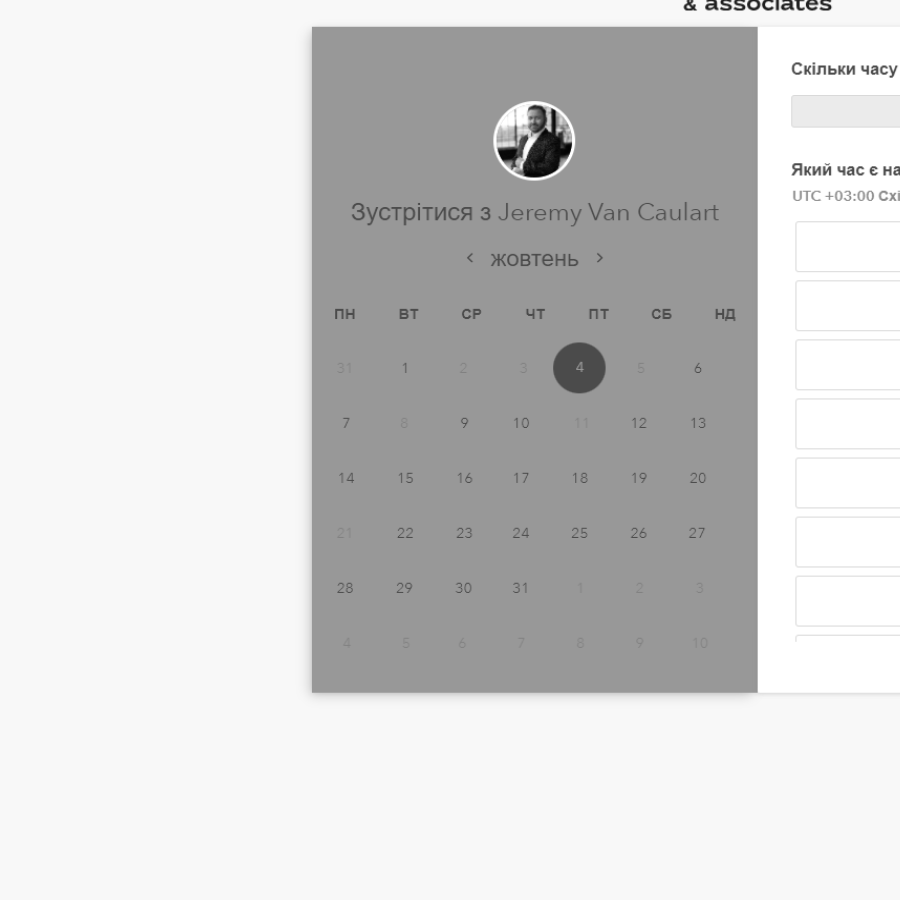 & associates
Зустрітися з Jeremy Van Caulart
жовтень
ПН ВТ СР ЧТ ПТ СБ НД
31 1 2 3 4 5 6
7 8 9 10 11 12 13
14 15 16 17 18 19 20
21 22 23 24 25 26 27
28 29 30 31 1 2 3
4 5 6 7 8 9 10
Скільки часу
Який час є на
UTC +03:00 Схі